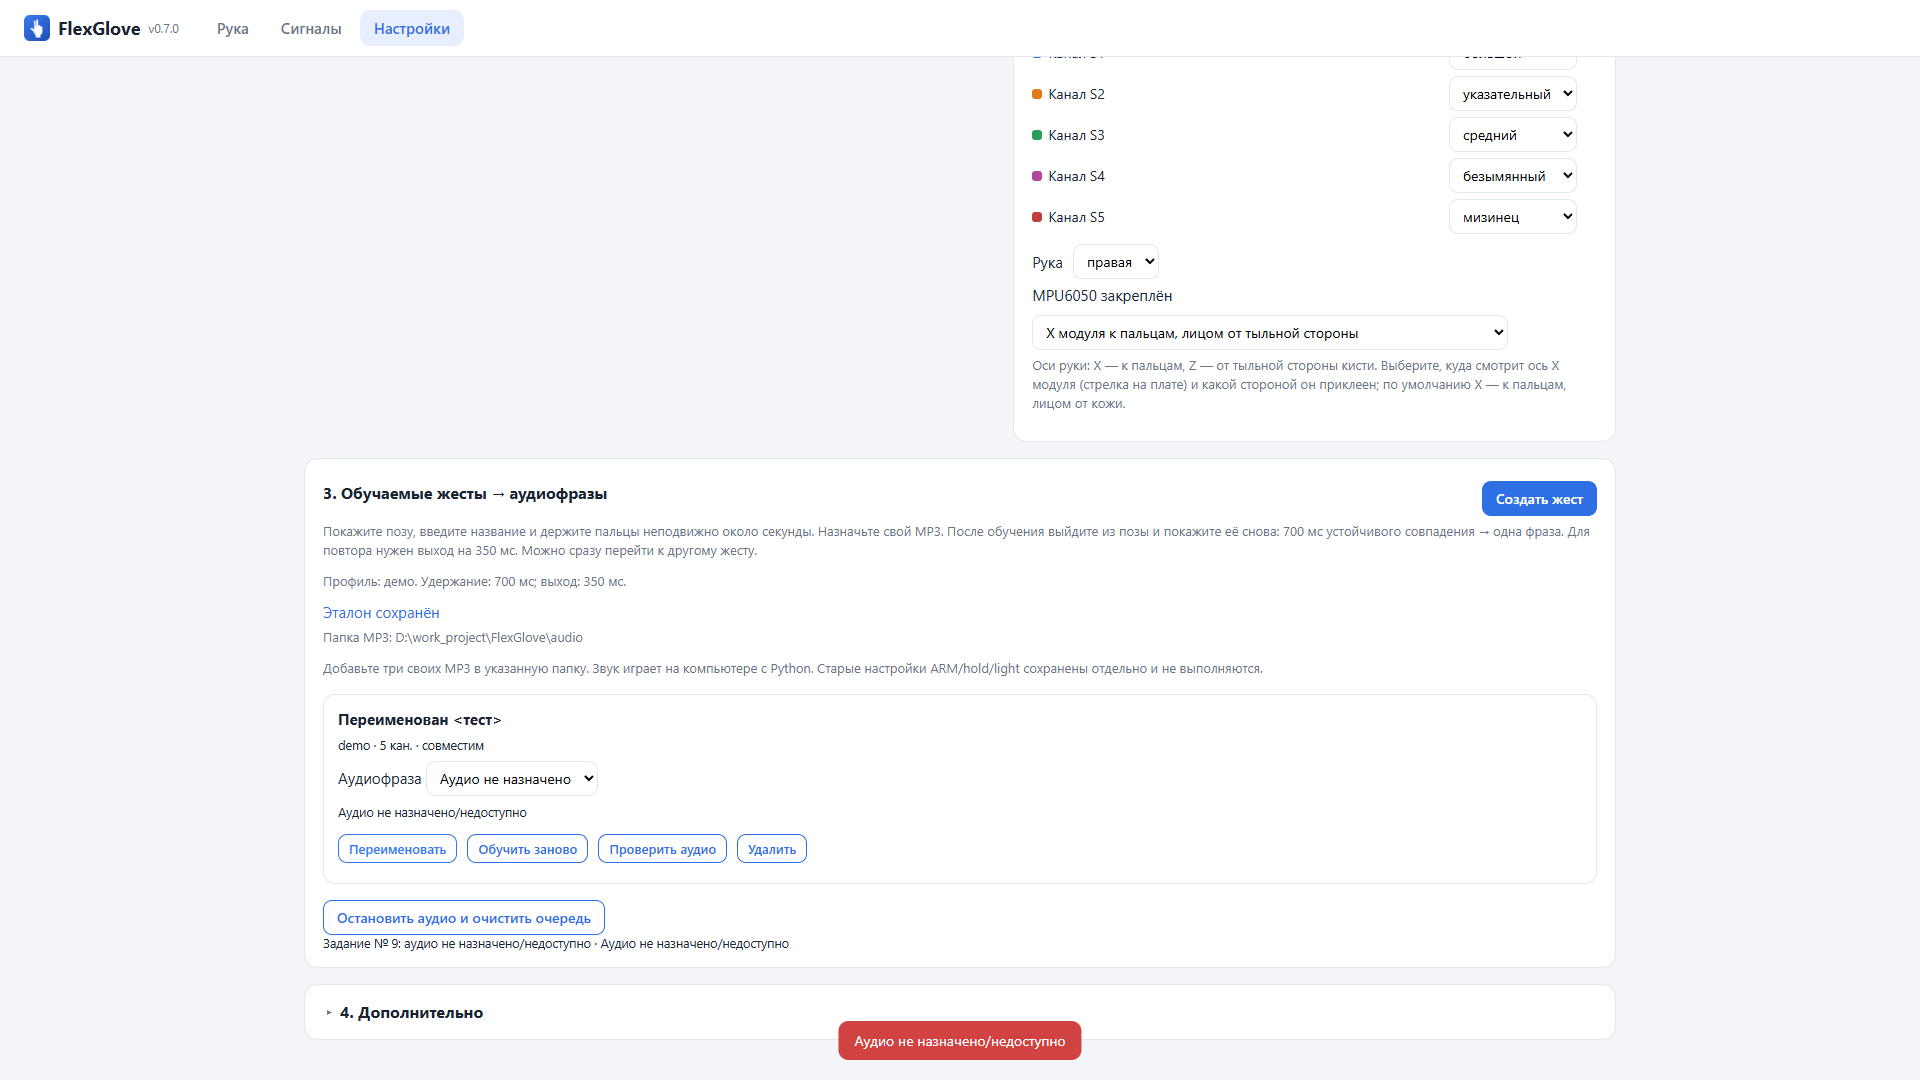 FlexGlove v0.7.0 Рука Сигналы Настройки
Канал S2 указательный
Канал S3 средний
Канал S4 безымянный
Канал S5 мизинец
Рука правая
MPU6050 закреплён
X модуля к пальцам, лицом от тыльной стороны
Оси руки: X — к пальцам, Z — от тыльной стороны кисти. Выберите, куда смотрит ось X
модуля (стрелка на плате) и какой стороной он приклеен; по умолчанию X — к пальцам,
лицом от кожи.
3. Обучаемые жесты → аудиофразы
Создать жест
Покажите позу, введите название и держите пальцы неподвижно около секунды. Назначьте свой MP3. После обучения выйдите из позы и покажите её снова: 700 мс устойчивого совпадения → одна фраза. Для
повтора нужен выход на 350 мс. Можно сразу перейти к другому жесту.
Профиль: демо. Удержание: 700 мс; выход: 350 мс.
Эталон сохранён
Папка MP3: D:\work_project\FlexGlove\audio
Добавьте три своих MP3 в указанную папку. Звук играет на компьютере с Python. Старые настройки ARM/hold/light сохранены отдельно и не выполняются.
Переименован <тест>
demo · 5 кан. · совместим
Аудиофраза Аудио не назначено
Аудио не назначено/недоступно
Переименовать Обучить заново Проверить аудио Удалить
Остановить аудио и очистить очередь
Задание № 9: аудио не назначено/недоступно · Аудио не назначено/недоступно
4. Дополнительно
Аудио не назначено/недоступно